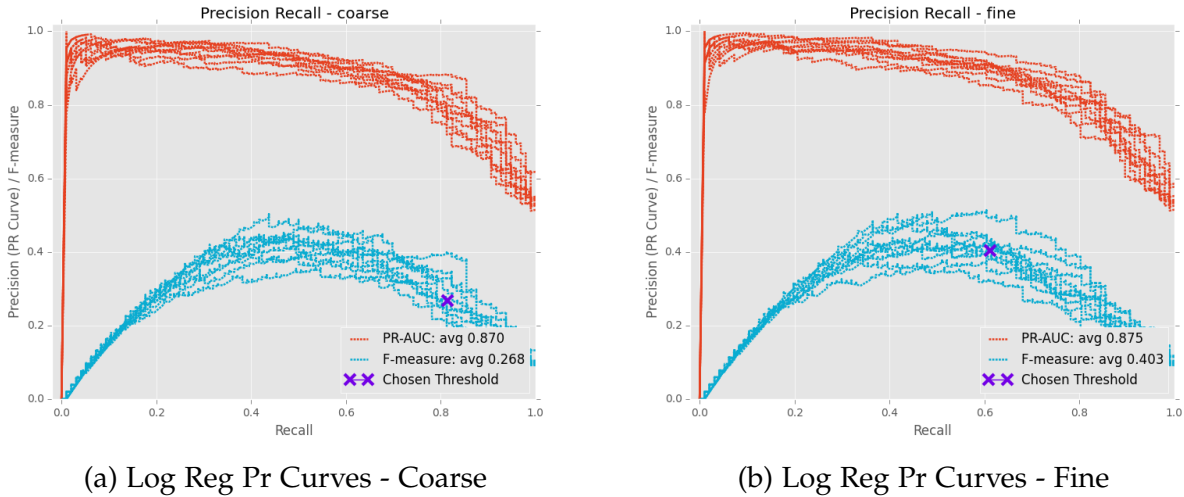 Precision Recall - coarse
Precision (PR Curve) / F-measure
1.0
0.8
0.6
0.4
0.2
0.0
PR-AUC: avg 0.870
F-measure: avg 0.268
Chosen Threshold
0.0 0.2 0.4 0.6 0.8 1.0
Recall
(a) Log Reg Pr Curves - Coarse
Precision Recall - fine
Precision (PR Curve) / F-measure
1.0
0.8
0.6
0.4
0.2
0.0
PR-AUC: avg 0.875
F-measure: avg 0.403
Chosen Threshold
0.0 0.2 0.4 0.6 0.8 1.0
Recall
(b) Log Reg Pr Curves - Fine